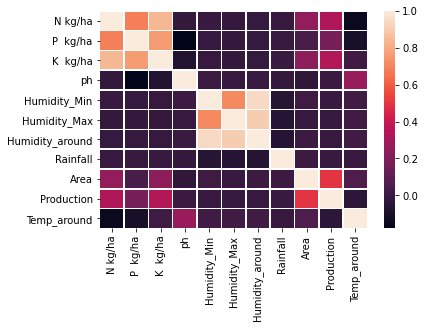 N kg/ha
P kg/ha
K kg/ha
ph
Humidity_Min
Humidity_Max
Humidity_around
Rainfall
Area
Production
Temp_around
N kg/ha
P kg/ha
K kg/ha
ph
Humidity_Min
Humidity_Max
Humidity_around
Rainfall
Area
Production
Temp_around
1.0
0.8
0.6
0.4
0.2
0.0